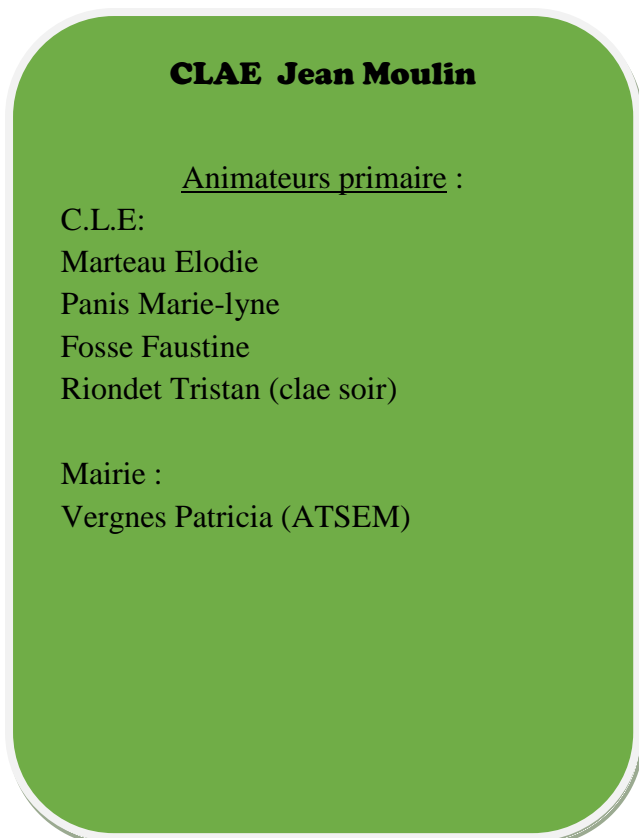 CLAE  Jean Moulin
Animateurs primaire :
C.L.E:
Marteau Elodie
Panis Marie-lyne
Fosse Faustine
Riondet Tristan (clae soir)
Mairie :
Vergnes Patricia (ATSEM)